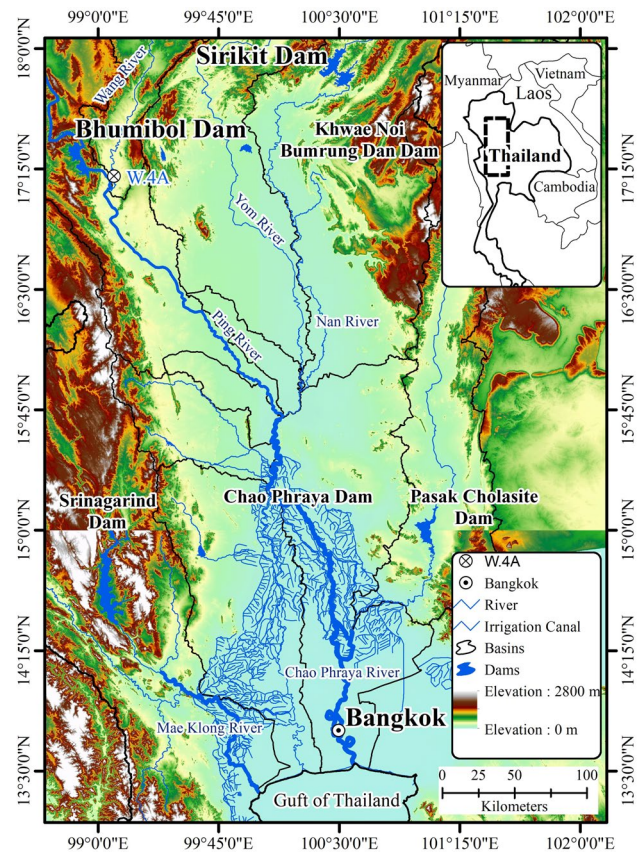 99°0'0"E 99°45'0"E 100°30'0"E 101°15'0"E 102°0'0"E
18°0'0"N
17°15'0"N
16°30'0"N
15°45'0"N
15°0'0"N
14°15'0"N
13°30'0"N
Sirikit Dam
Wang River
Bhumibol Dam
Khwae Noi
Bumrung Dan Dam
W.4A
Yom River
Ping River
Nan River
Myanmar
Vietnam
Laos
Thailand
Cambodia
Srinagarind
Dam
Chao Phraya Dam
Pasak Cholasite
Dam
Chao Phraya River
Mae Klong River
Bangkok
Guft of Thailand
W.4A
Bangkok
River
Irrigation Canal
Basins
Dams
Elevation : 2800 m
Elevation : 0 m
0 25 50 100
Kilometers
18°0'0"N
17°15'0"N
16°30'0"N
15°45'0"N
15°0'0"N
14°15'0"N
13°30'0"N
99°0'0"E 99°45'0"E 100°30'0"E 101°15'0"E 102°0'0"E